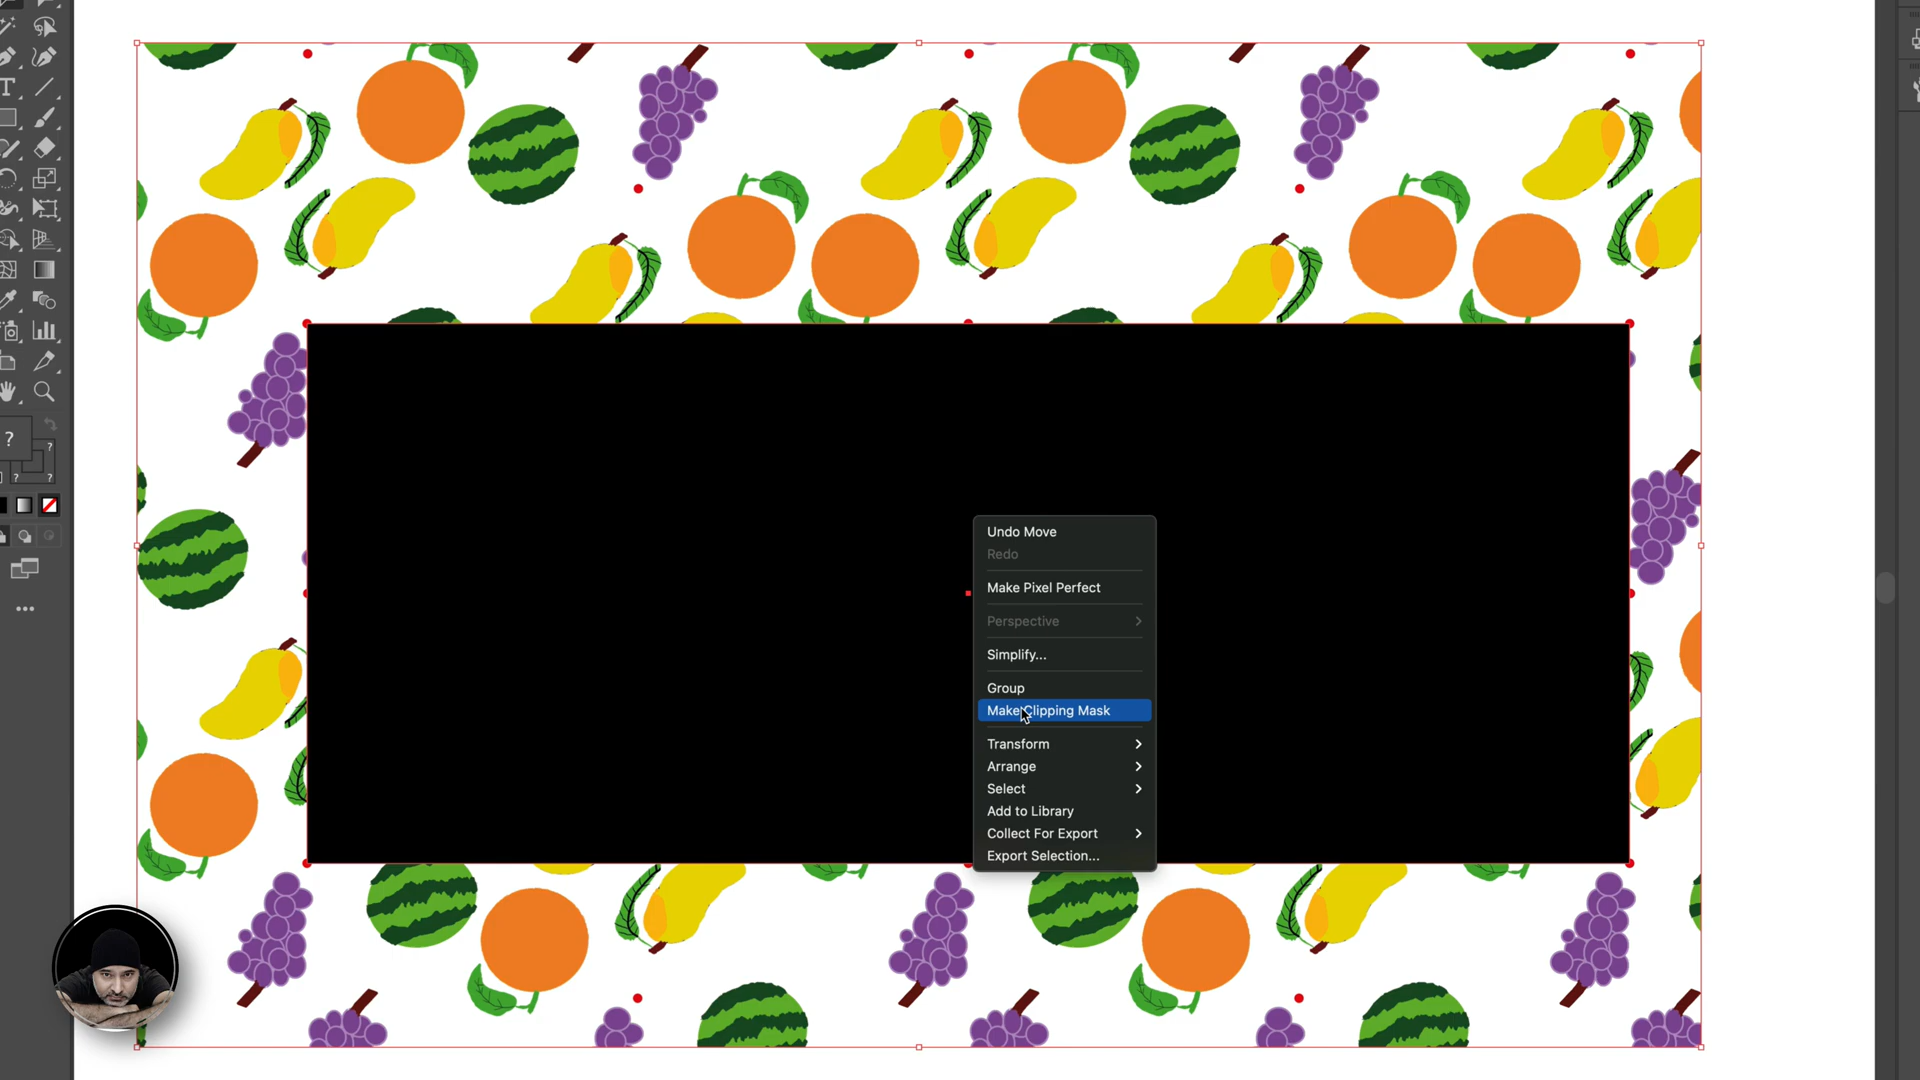 T
?
?
?
?
Undo Move
Redo
Make Pixel Perfect
Perspective
Simplify...
Group
Make Clipping Mask
Transform
Arrange
Select
Add to Library
Collect For Export
Export Selection...